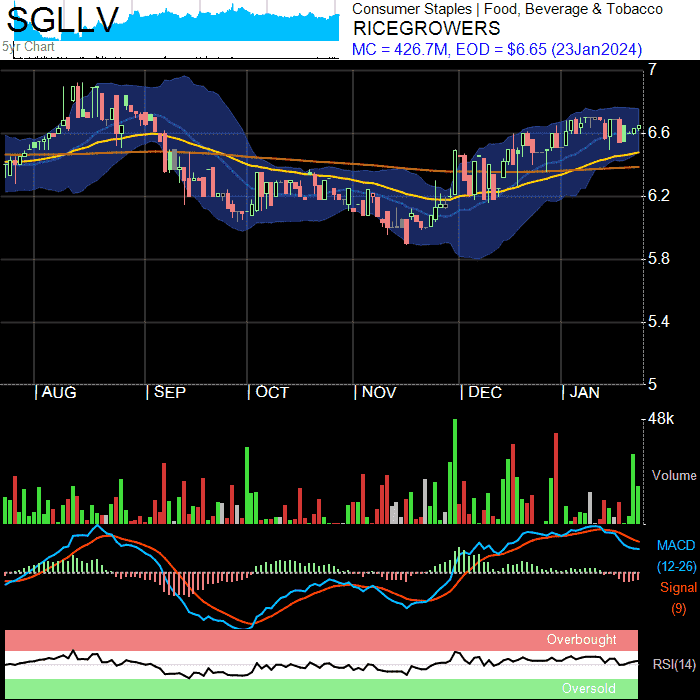 SGLLV
5yr Chart
Consumer Staples | Food, Beverage & Tobacco
RICEGROWERS
MC = 426.7M, EOD = $6.65 (23Jan2024)
7
6.6
6.2
5.8
5.4
5
| AUG | SEP | OCT | NOV | DEC | JAN
48k
Volume
MACD
(12-26)
Signal
(9)
Overbought
RSI(14)
Oversold